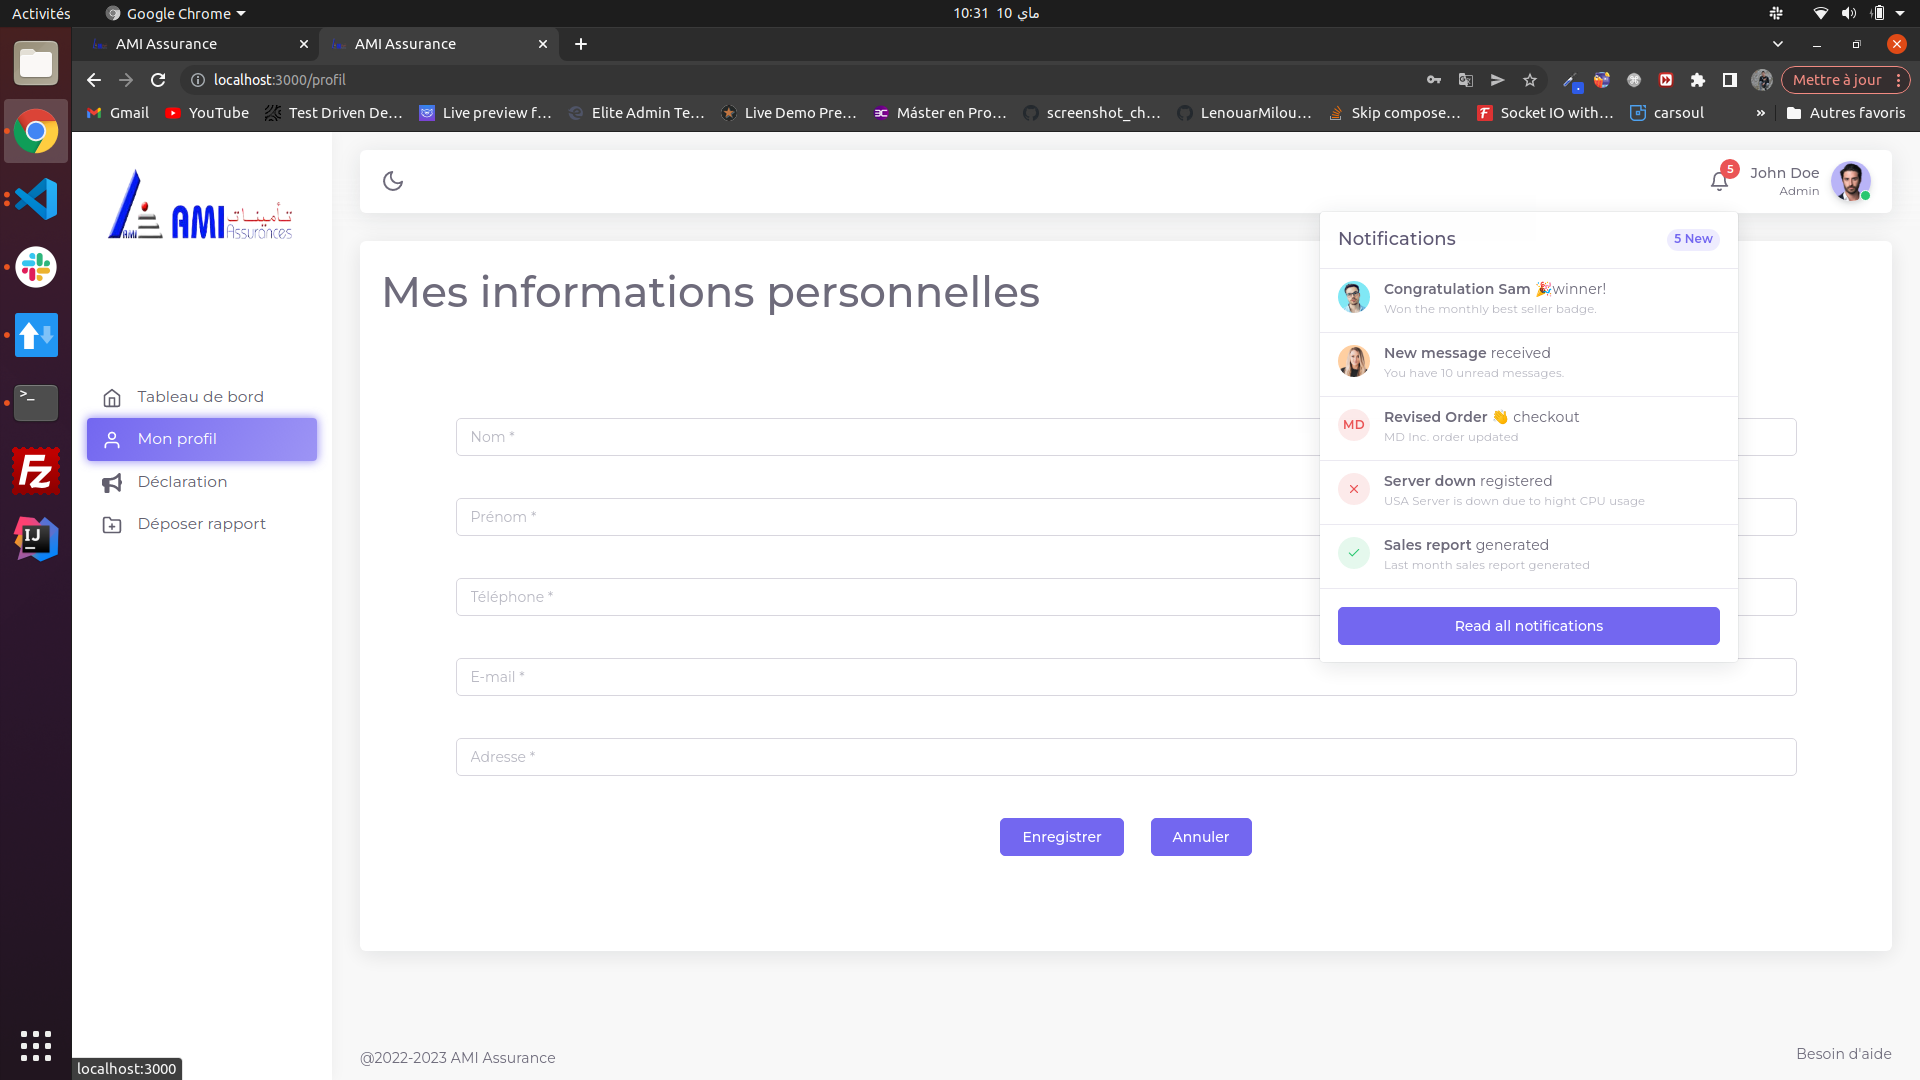 Activités
Google Chrome
10:31 10 ماي
AMI Assurance
AMI Assurance
localhost:3000/profil
Mettre à jour
Gmail
YouTube
Test Driven De...
Live preview f...
Elite Admin Te...
Live Demo Pre...
Máster en Pro...
screenshot_ch...
LenouarMilou...
Skip compose...
Socket IO with...
carsoul
»
Autres favoris
AMI
AMI
تأمينات
Assurances
Tableau de bord
Mon profil
Déclaration
Déposer rapport
5
John Doe
Admin
Mes informations personnelles
Nom *
Prénom *
Téléphone *
E-mail *
Adresse *
Enregistrer
Annuler
Notifications
5 New
Congratulation Sam 🎉winner!
Won the monthly best seller badge.
New message received
You have 10 unread messages.
MD
Revised Order 👋 checkout
MD Inc. order updated
Server down registered
USA Server is down due to hight CPU usage
Sales report generated
Last month sales report generated
Read all notifications
@2022-2023 AMI Assurance
Besoin d'aide
localhost:3000
>_
Fz
IJ